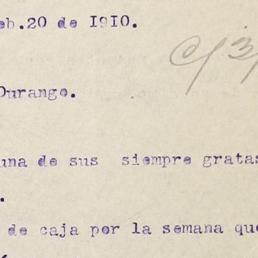 eb.20 de 1910.
Durango.
una de sus siempre gratas
.
de caja por la semana que